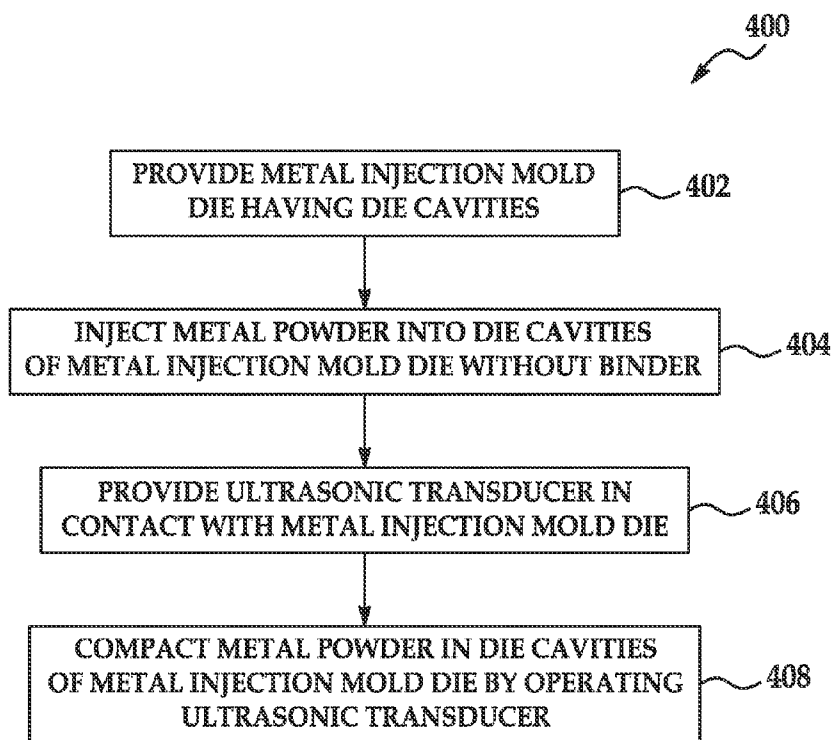 400
PROVIDE METAL INJECTION MOLD
DIE HAVING DIE CAVITIES
402
INJECT METAL POWDER INTO DIE CAVITIES
OF METAL INJECTION MOLD DIE WITHOUT BINDER
404
PROVIDE ULTRASONIC TRANSDUCER IN
CONTACT WITH METAL INJECTION MOLD DIE
406
COMPACT METAL POWDER IN DIE CAVITIES
OF METAL INJECTION MOLD DIE BY OPERATING
ULTRASONIC TRANSDUCER
408